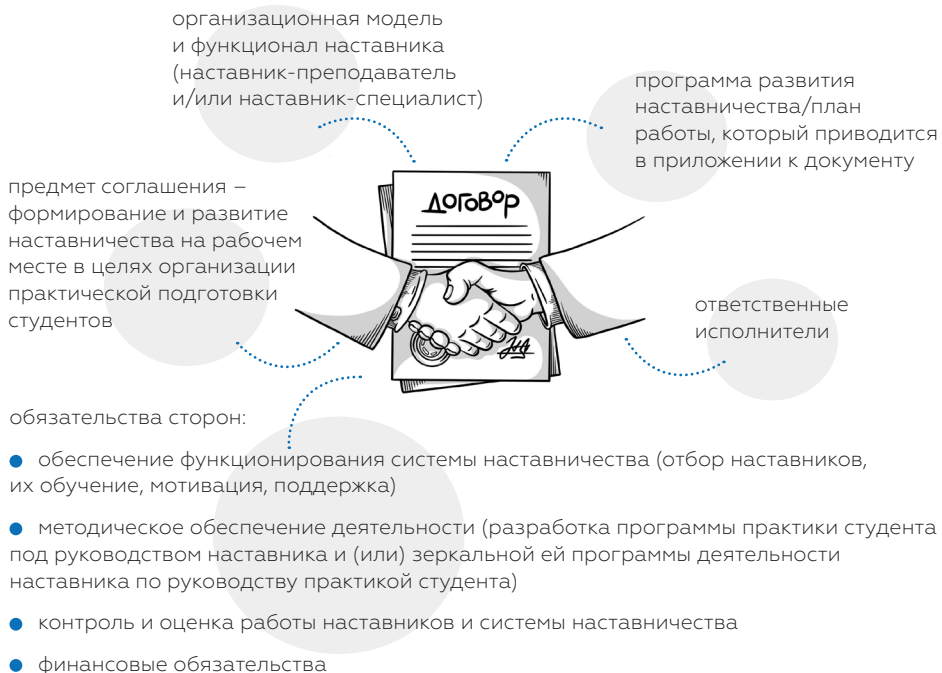 организационная модель
и функционал наставника
(наставник-преподаватель
и/или наставник-специалист)
программа развития
наставничества/план
работы, который приводится
в приложении к документу
предмет соглашения –
формирование и развитие
наставничества на рабочем
месте в целях организации
практической подготовки
студентов
договор
ответственные
исполнители
обязательства сторон:
● обеспечение функционирования системы наставничества (отбор наставников,
их обучение, мотивация, поддержка)
● методическое обеспечение деятельности (разработка программы практики студента
под руководством наставника и (или) зеркальной ей программы деятельности
наставника по руководству практикой студента)
● контроль и оценка работы наставников и системы наставничества
● финансовые обязательства